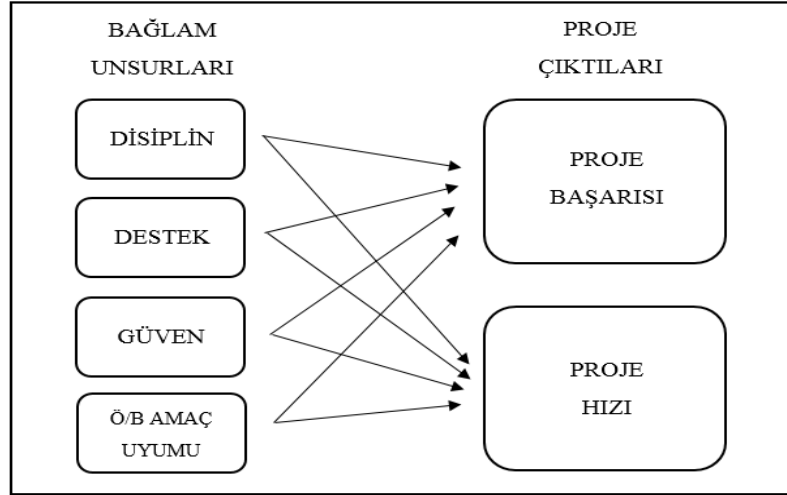 BAĞLAM
UNSURLARI
PROJE
ÇIKTILARI
DİSİPLİN
DESTEK
GÜVEN
Ö/B AMAÇ
UYUMU
PROJE
BAŞARISI
PROJE
HIZI